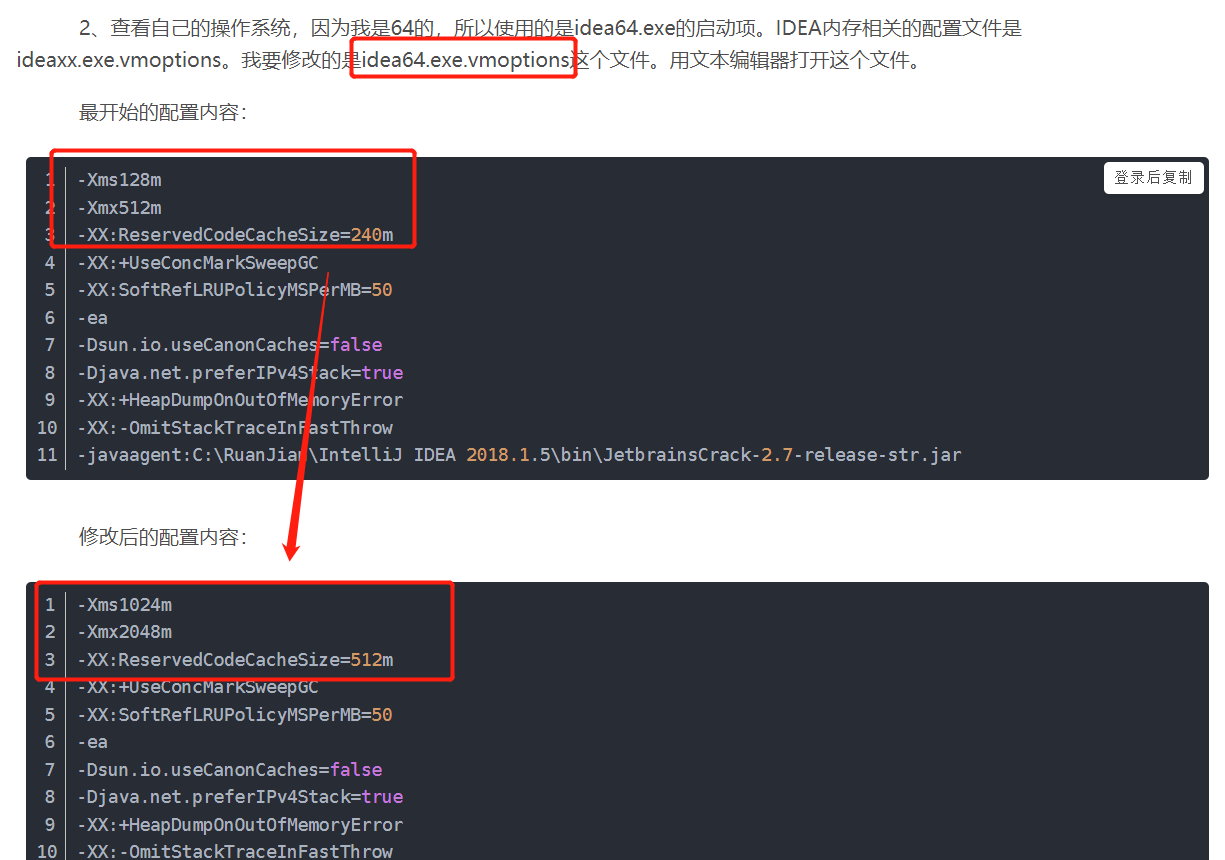 2、查看自己的操作系统，因为我是64的，所以使用的是idea64.exe的启动项。IDEA内存相关的配置文件是
ideaxx.exe.vmoptions。我要修改的是idea64.exe.vmoptions这个文件。用文本编辑器打开这个文件。
最开始的配置内容：
登录后复制
1 -Xms128m
2 -Xmx512m
3 -XX:ReservedCodeCacheSize=240m
4 -XX:+UseConcMarkSweepGC
5 -XX:SoftRefLRUPolicyMSPerMB=50
6 -ea
7 -Dsun.io.useCanonCaches=false
8 -Djava.net.preferIPv4Stack=true
9 -XX:+HeapDumpOnOutOfMemoryError
10 -XX:-OmitStackTraceInFastThrow
11 -javaagent:C:\RuanJian\IntelliJ IDEA 2018.1.5\bin\JetbrainsCrack-2.7-release-str.jar
修改后的配置内容：
1 -Xms1024m
2 -Xmx2048m
3 -XX:ReservedCodeCacheSize=512m
4 -XX:+UseConcMarkSweepGC
5 -XX:SoftRefLRUPolicyMSPerMB=50
6 -ea
7 -Dsun.io.useCanonCaches=false
8 -Djava.net.preferIPv4Stack=true
9 -XX:+HeapDumpOnOutOfMemoryError
10 -XX:-OmitStackTraceInFastThrow